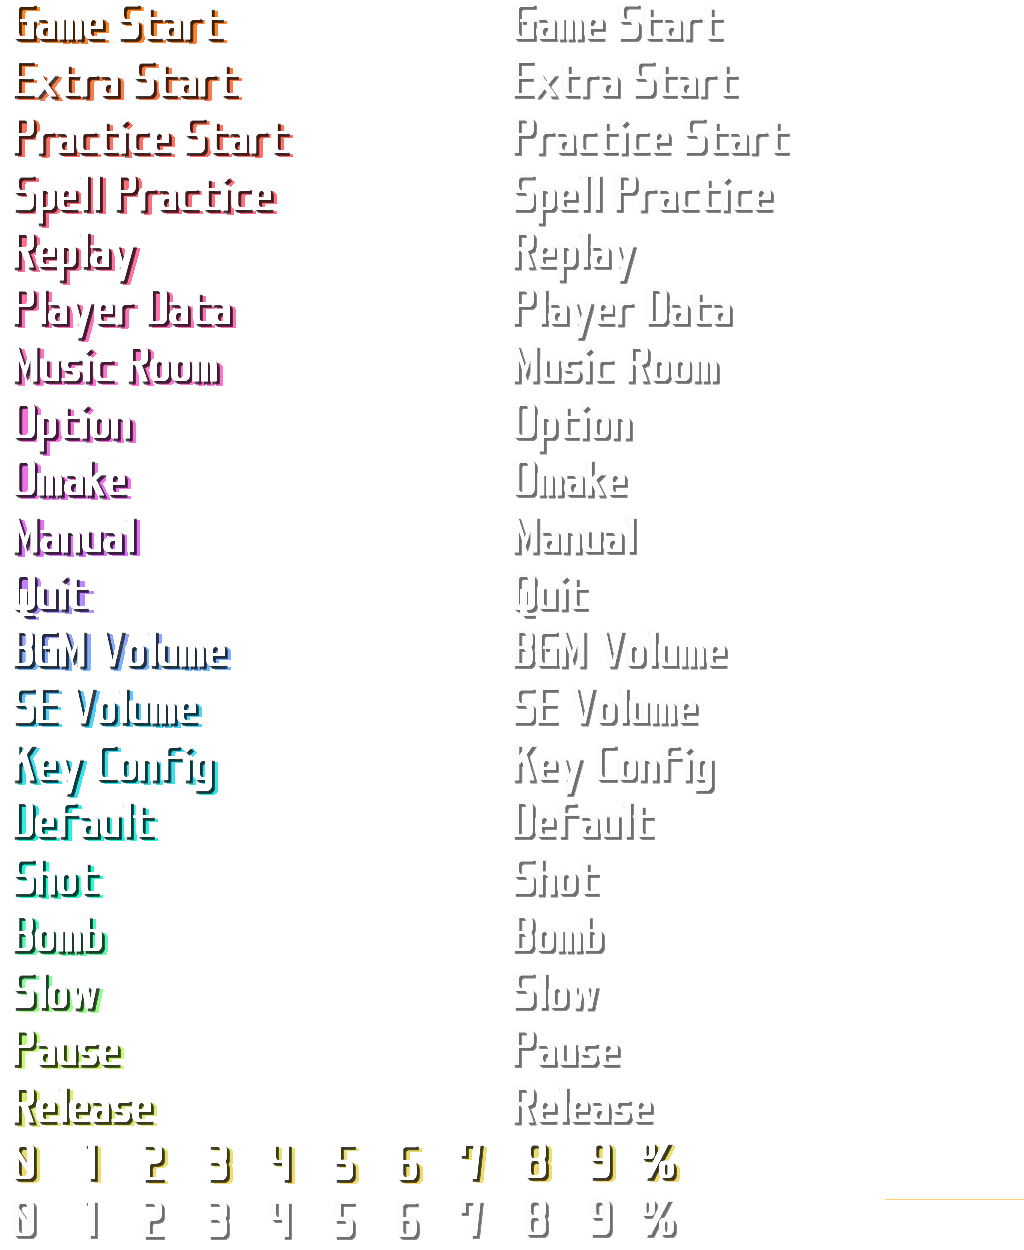 Game Start Game Start
Extra Start Extra Start
Practice Start Practice Start
Spell Practice Spell Practice
Replay Replay
Player Data Player Data
Music Room Music Room
Option Option
Omake Omake
Manual Manual
Quit Quit
BGM Volume BGM Volume
SE Volume SE Volume
Key Config Key Config
Default Default
Shot Shot
Bomb Bomb
Slow Slow
Pause Pause
Release Release
0 1 2 3 4 5 6 7 8 9 %
0 1 2 3 4 5 6 7 8 9 %